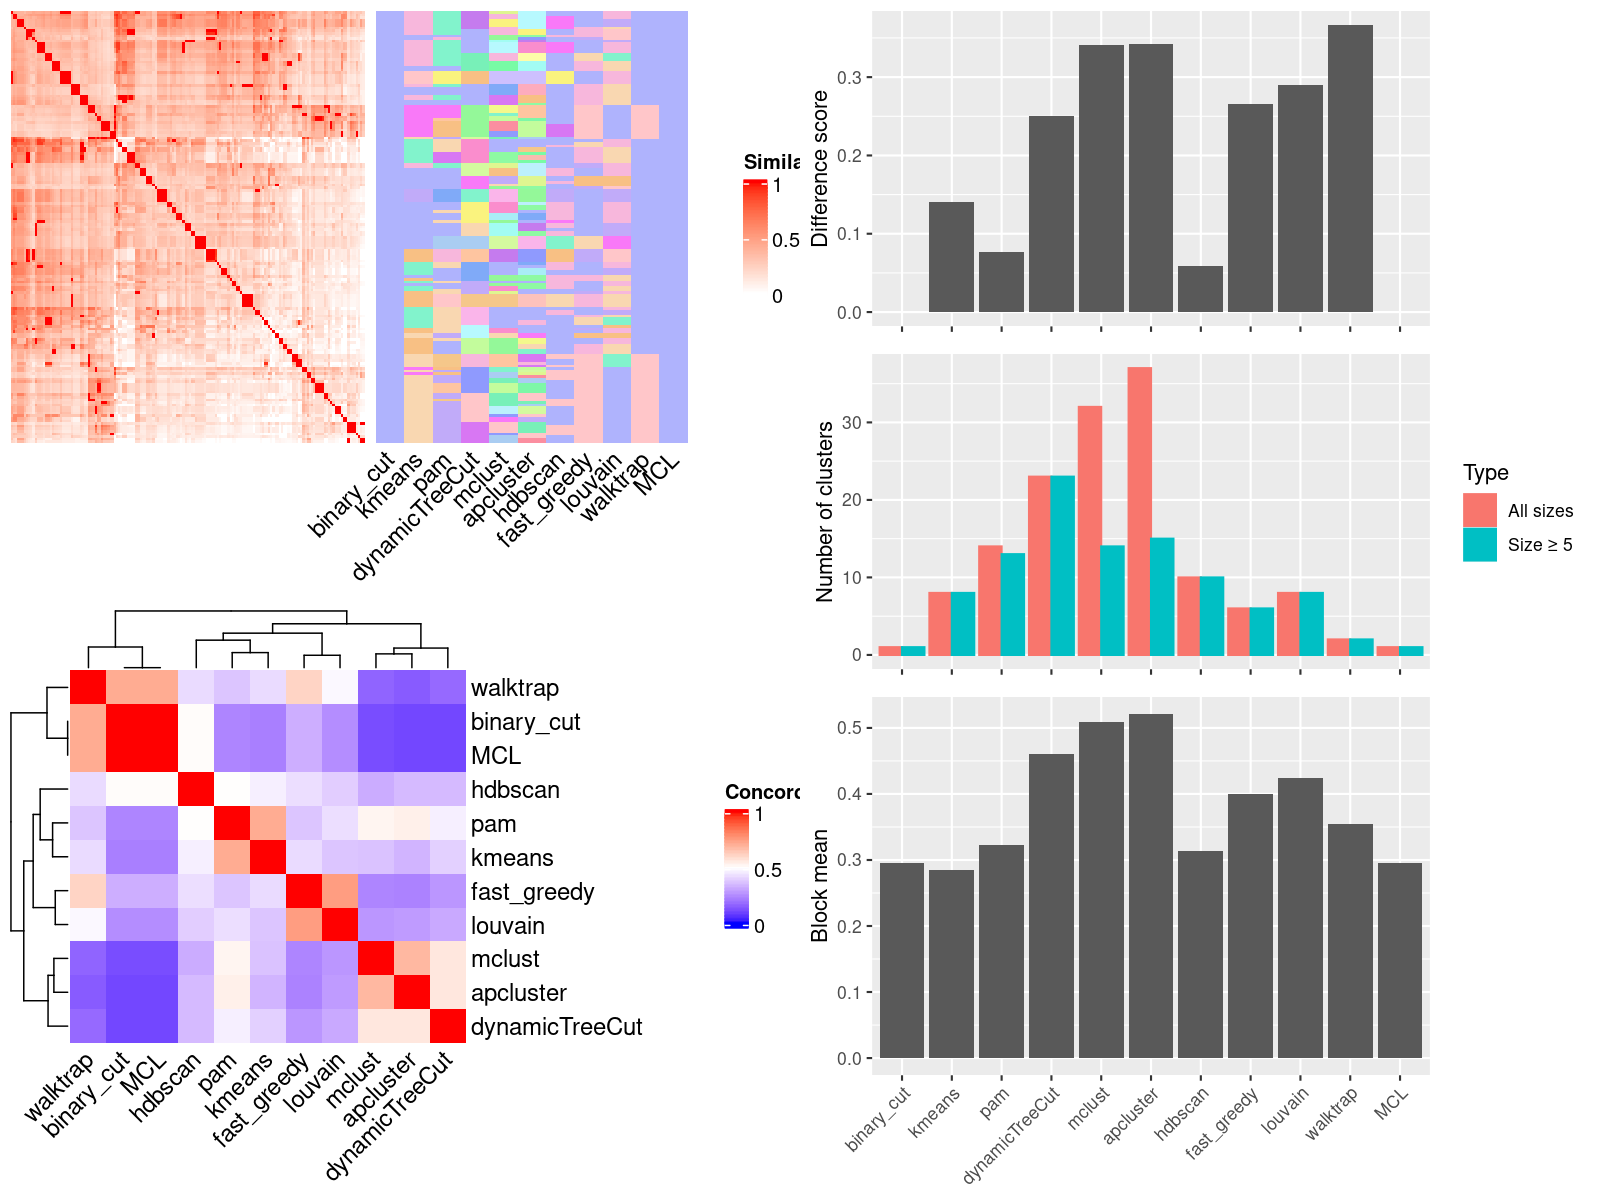 Simila
1
0.5
0
binary_cut
kmeans
pam
dynamicTreeCut
mclust
apcluster
hdbscan
fast_greedy
louvain
walktrap
MCL
walktrap
binary_cut
MCL
hdbscan
pam
kmeans
fast_greedy
louvain
mclust
apcluster
dynamicTreeCut
walktrap
binary_cut
MCL
hdbscan
pam
kmeans
fast_greedy
louvain
mclust
apcluster
dynamicTreeCut
Concord
1
0.5
0
Difference score
0.3
0.2
0.1
0.0
Number of clusters
30
20
10
0
Type
All sizes
Size ≥ 5
Block mean
0.5
0.4
0.3
0.2
0.1
0.0
binary_cut
kmeans
pam
dynamicTreeCut
mclust
apcluster
hdbscan
fast_greedy
louvain
walktrap
MCL